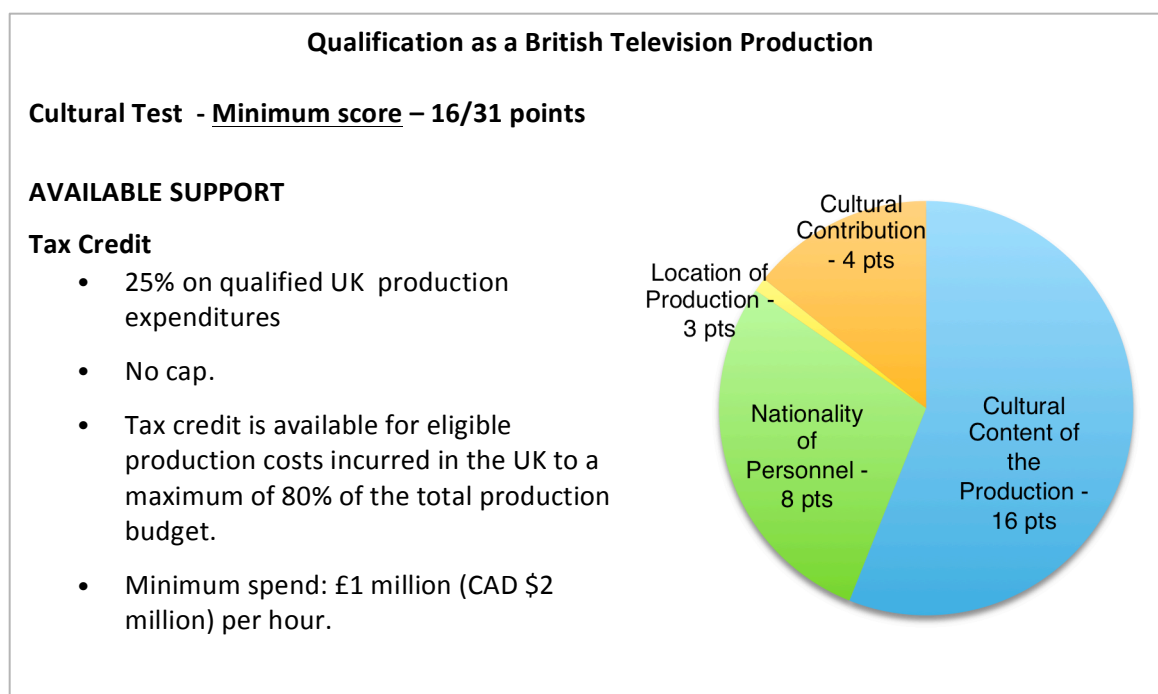 Qualification as a British Television Production
Cultural Test - Minimum score – 16/31 points
AVAILABLE SUPPORT
Tax Credit
• 25% on qualified UK production
expenditures
• No cap.
• Tax credit is available for eligible
production costs incurred in the UK to a
maximum of 80% of the total production
budget.
• Minimum spend: £1 million (CAD $2
million) per hour.
Cultural
Contribution
- 4 pts
Location of
Production -
3 pts
Nationality
of
Personnel -
8 pts
Cultural
Content of
the
Production -
16 pts